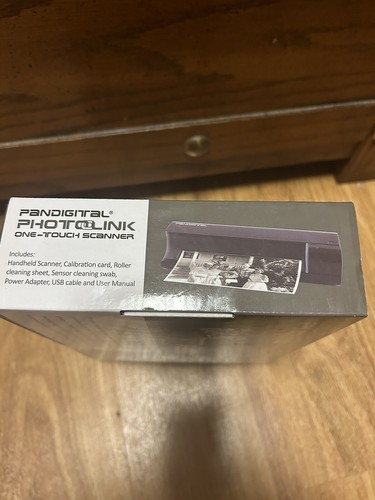 PANDIGITAL®
PHOTOLINK
ONE-TOUCH SCANNER
Includes:
Handheld Scanner, Calibration card, Roller
cleaning sheet, Sensor cleaning swab,
Power Adapter, USB cable and User Manual